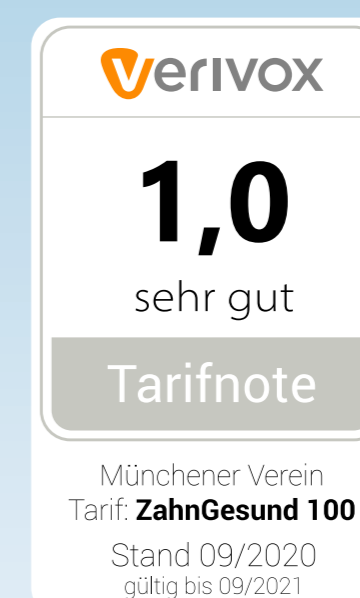 Verivox
1,0
sehr gut
Tarifnote
Münchener Verein
Tarif: ZahnGesund 100
Stand 09/2020
gültig bis 09/2021